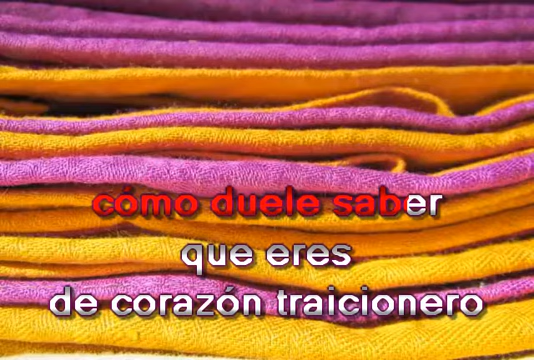 cómo duele saber
que eres
de corazón traicionero